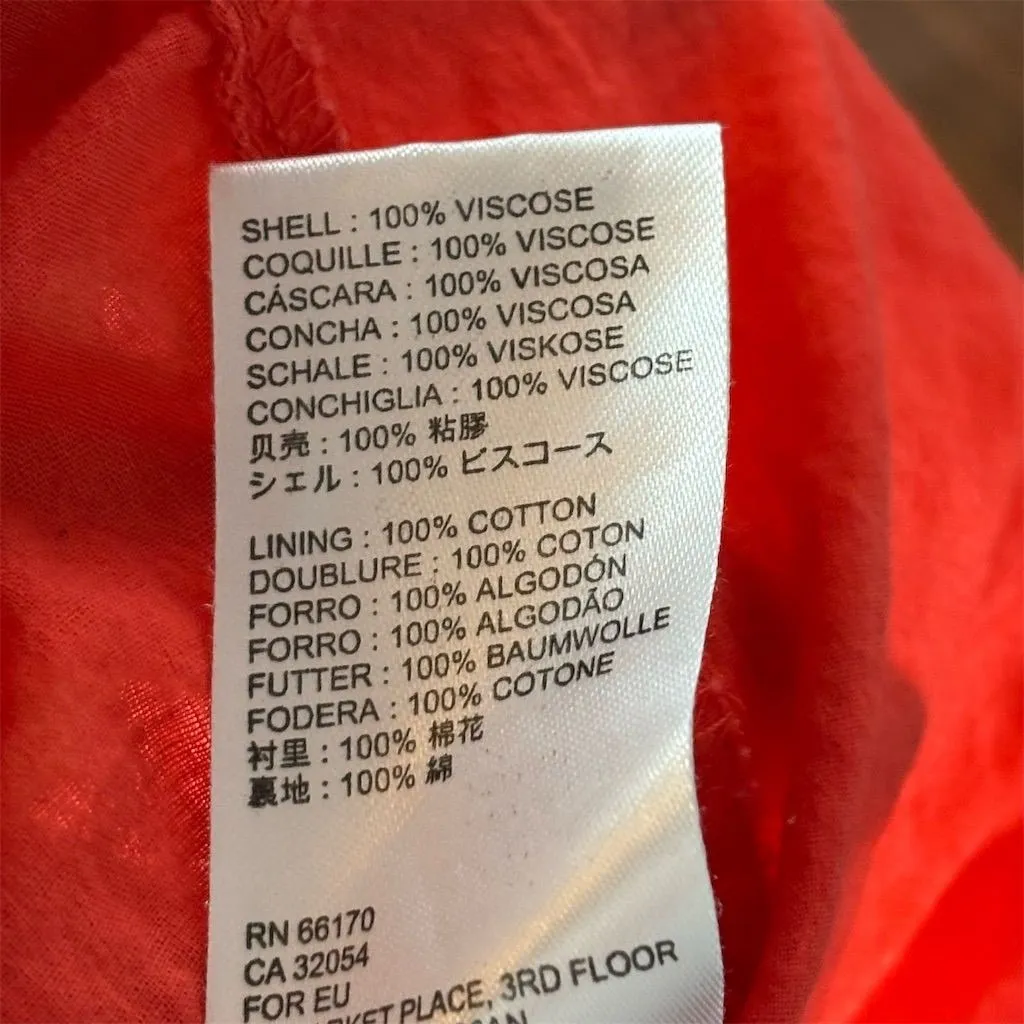 SHELL : 100% VISCOSE
COQUILLE : 100% VISCOSE
CÁSCARA : 100% VISCOSA
CONCHA : 100% VISCOSA
SCHALE : 100% VISKOSE
CONCHIGLIA : 100% VISCOSE
贝壳 : 100% 粘膠
シェル : 100% ビスコース
LINING : 100% COTTON
DOUBLURE : 100% COTON
FORRO : 100% ALGODÓN
FORRO : 100% ALGODÃO
FUTTER : 100% BAUMWOLLE
FODERA : 100% COTONE
衬里 : 100% 棉花
裏地 : 100% 綿
RN 66170
CA 32054
FOR EU
PLACE, 3RD FLOOR